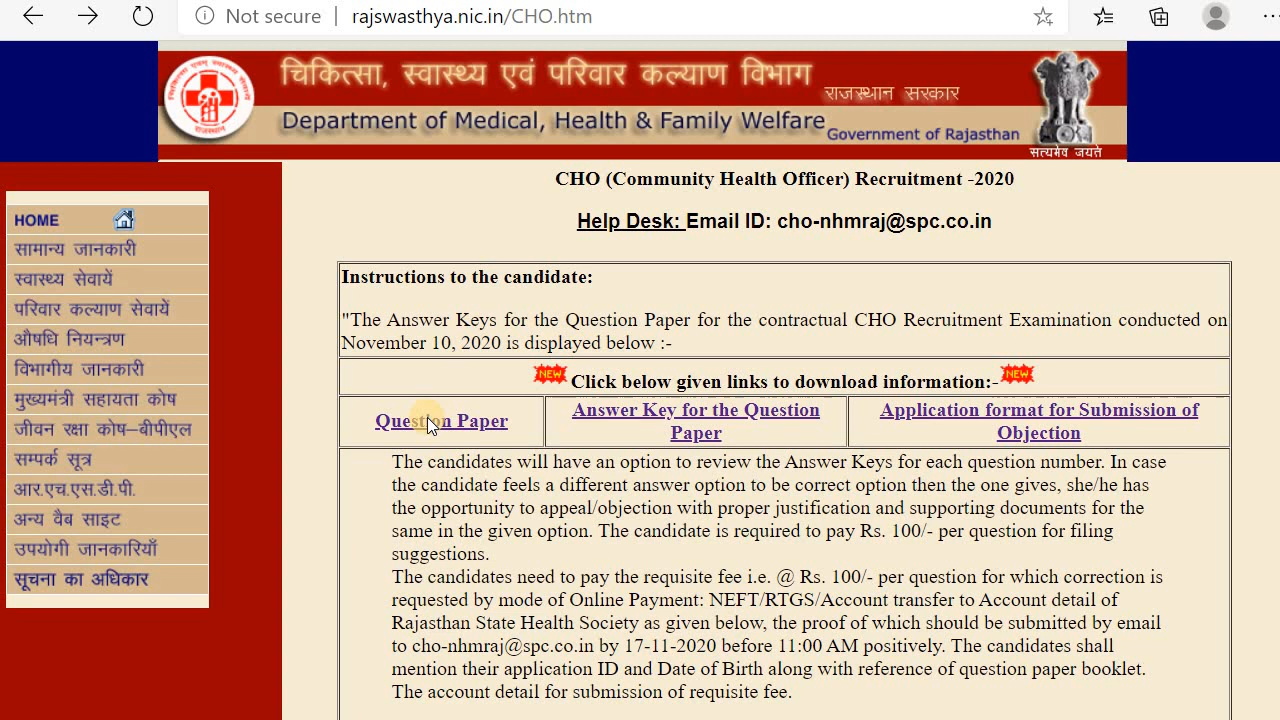 Not secure rajswasthya.nic.in/CHO.htm
चिकित्सा, स्वास्थ्य एवं परिवार कल्याण विभाग
राजस्थान सरकार
Department of Medical, Health & Family Welfare
Government of Rajasthan
सत्यमेव जयते
राजस्थान
HOME
सामान्य जानकारी
स्वास्थ्य सेवायें
परिवार कल्याण सेवायें
औषधि नियन्त्रण
विभागीय जानकारी
मुख्यमंत्री सहायता कोष
जीवन रक्षा कोष–बीपीएल
सम्पर्क सूत्र
आर.एच.एस.डी.पी.
अन्य वैब साइट
उपयोगी जानकारियाँ
सूचना का अधिकार
CHO (Community Health Officer) Recruitment -2020
Help Desk: Email ID: cho-nhmraj@spc.co.in
Instructions to the candidate:
"The Answer Keys for the Question Paper for the contractual CHO Recruitment Examination conducted on
November 10, 2020 is displayed below :-
NEW Click below given links to download information:- NEW
Question Paper
Answer Key for the Question
Paper
Application format for Submission of
Objection
The candidates will have an option to review the Answer Keys for each question number. In case
the candidate feels a different answer option to be correct option then the one gives, she/he has
the opportunity to appeal/objection with proper justification and supporting documents for the
same in the given option. The candidate is required to pay Rs. 100/- per question for filing
suggestions.
The candidates need to pay the requisite fee i.e. @ Rs. 100/- per question for which correction is
requested by mode of Online Payment: NEFT/RTGS/Account transfer to Account detail of
Rajasthan State Health Society as given below, the proof of which should be submitted by email
to cho-nhmraj@spc.co.in by 17-11-2020 before 11:00 AM positively. The candidates shall
mention their application ID and Date of Birth along with reference of question paper booklet.
The account detail for submission of requisite fee.